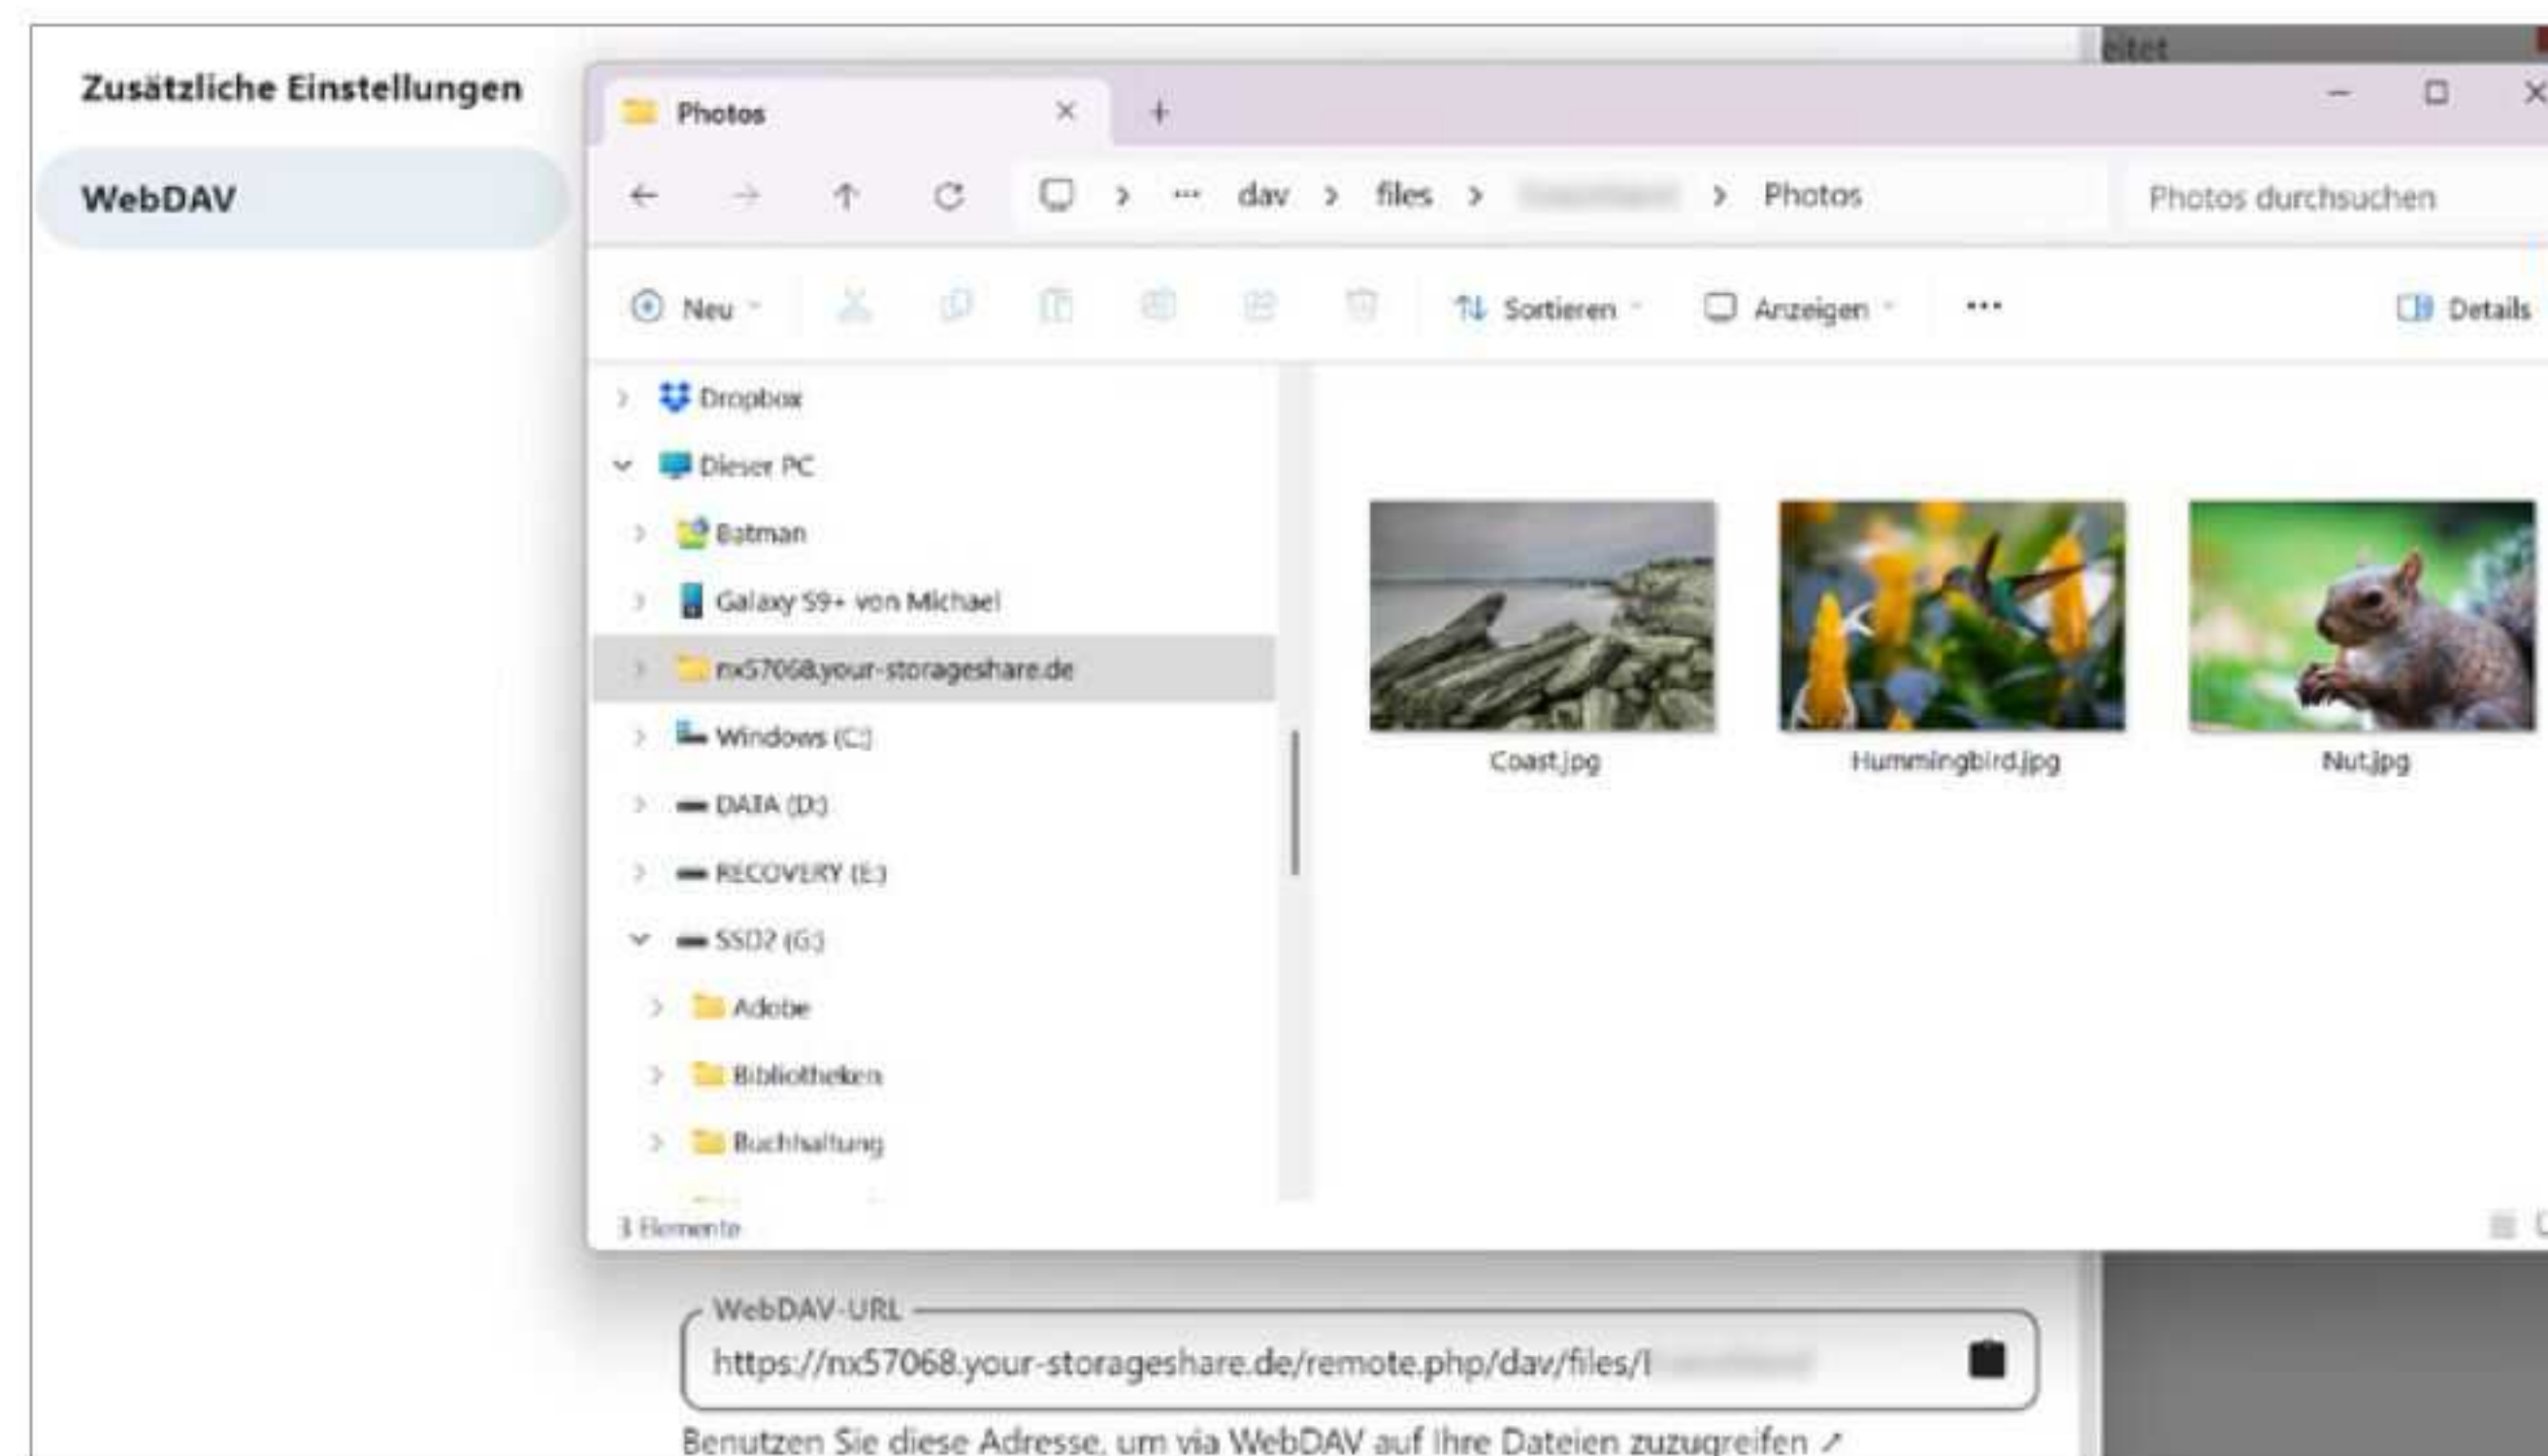 eitet
Zusätzliche Einstellungen
WebDAV
Photos
dav > files > > Photos
Photos durchsuchen
Neu
Sortieren
Anzeigen
Details
Dropbox
Dieser PC
Batman
Galaxy S9+ von Michael
nx57068.your-storageshare.de
Windows (C:)
DATA (D:)
RECOVERY (E:)
SSD2 (G:)
Adobe
Bibliotheken
Buchhaltung
Coast.jpg
Hummingbird.jpg
Nut.jpg
3 Elemente
WebDAV-URL
https://nx57068.your-storageshare.de/remote.php/dav/files/
Benutzen Sie diese Adresse, um via WebDAV auf Ihre Dateien zuzugreifen ↗